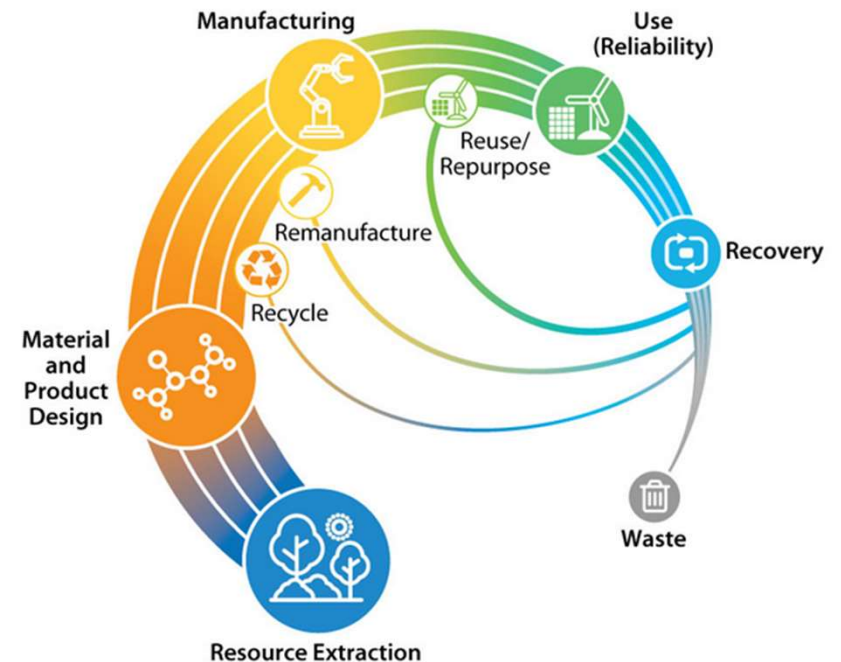 Manufacturing
Use
(Reliability)
Reuse/
Repurpose
Remanufacture
Recovery
Recycle
Material
and
Product
Design
Waste
Resource Extraction